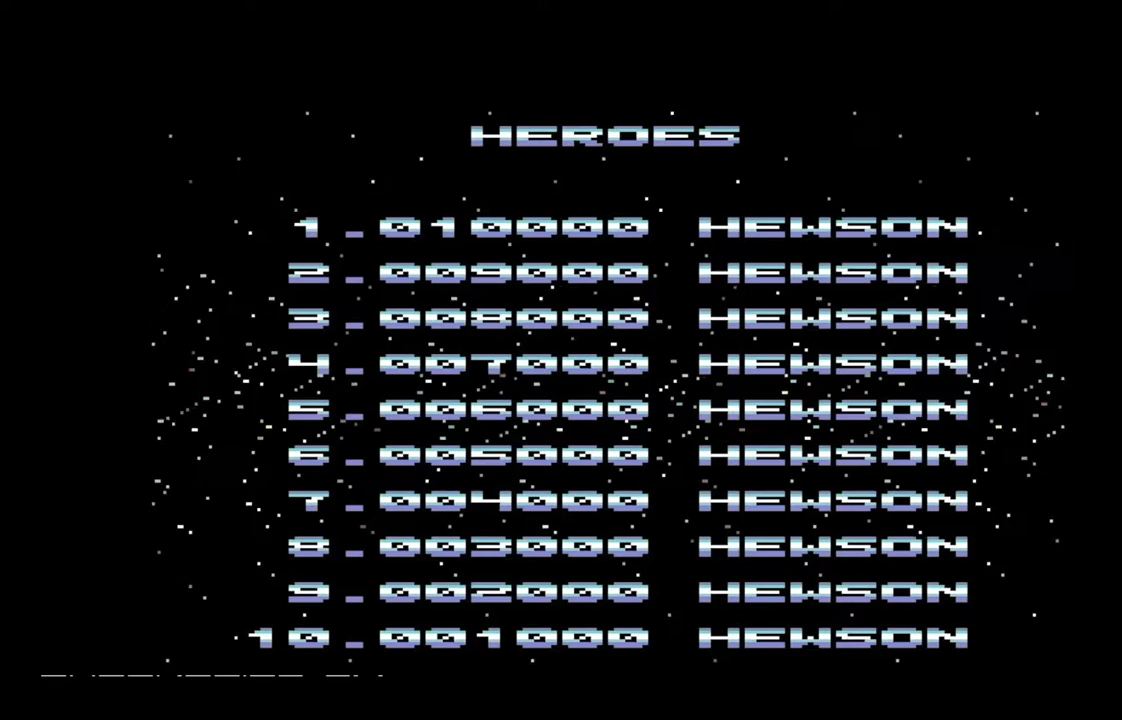 HEROES
1. 010000 HEWSON
2. 009000 HEWSON
3. 008000 HEWSON
4. 007000 HEWSON
5. 006000 HEWSON
6. 005000 HEWSON
7. 004000 HEWSON
8. 003000 HEWSON
9. 002000 HEWSON
10. 001000 HEWSON